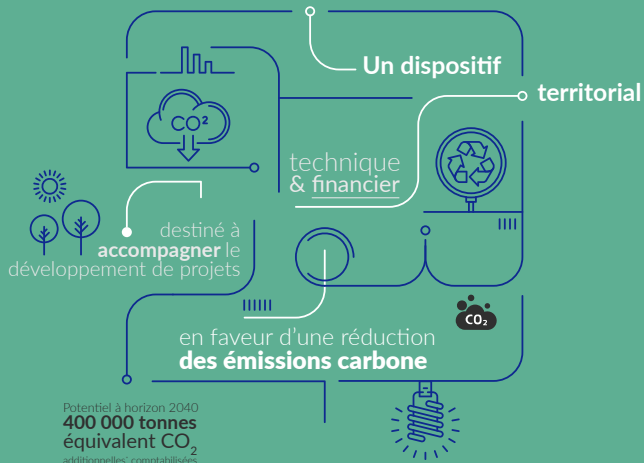 Un dispositif
territorial
CO²
technique
& financier
destiné à
accompagner le
développement de projets
CO₂
en faveur d'une réduction
des émissions carbone
Potentiel à horizon 2040
400 000 tonnes
équivalent CO₂
additionnelles* comptabilisées